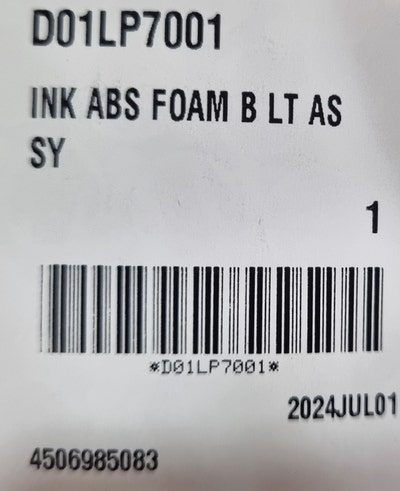 D01LP7001
INK ABS FOAM B LT AS
SY
1
*D01LP7001*
2024JUL01
4506985083